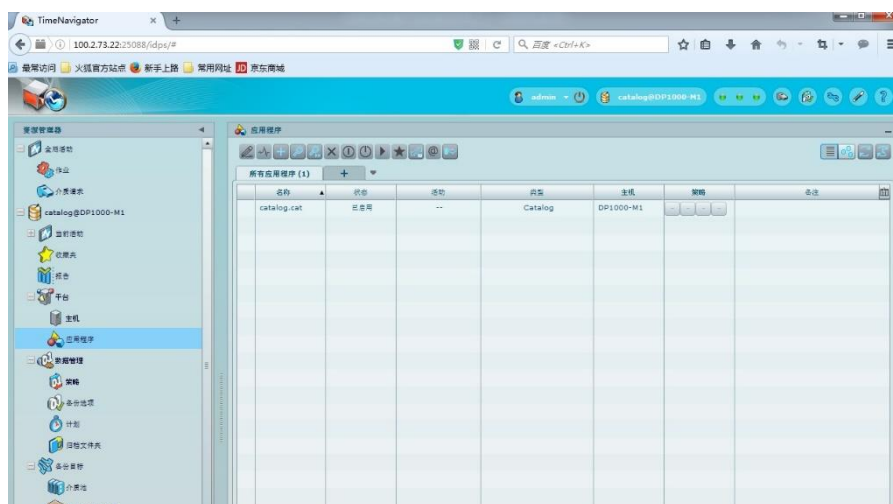 TimeNavigator
100.2.73.22:25088/idps/#
百度 <Ctrl+K>
最常访问 火狐官方站点 新手上路 常用网址 JD 京东商城
admin catalog@DP1000-M1
资源管理器
应用程序
全局活动
作业
介质请求
catalog@DP1000-M1
当前活动
收藏夹
报告
平台
主机
应用程序
数据管理
策略
备份选项
计划
归档文件夹
备份目标
介质池
所有应用程序 (1) +
名称 状态 活动 类型 主机 策略 备注
catalog.cat 已启用 -- Catalog DP1000-M1